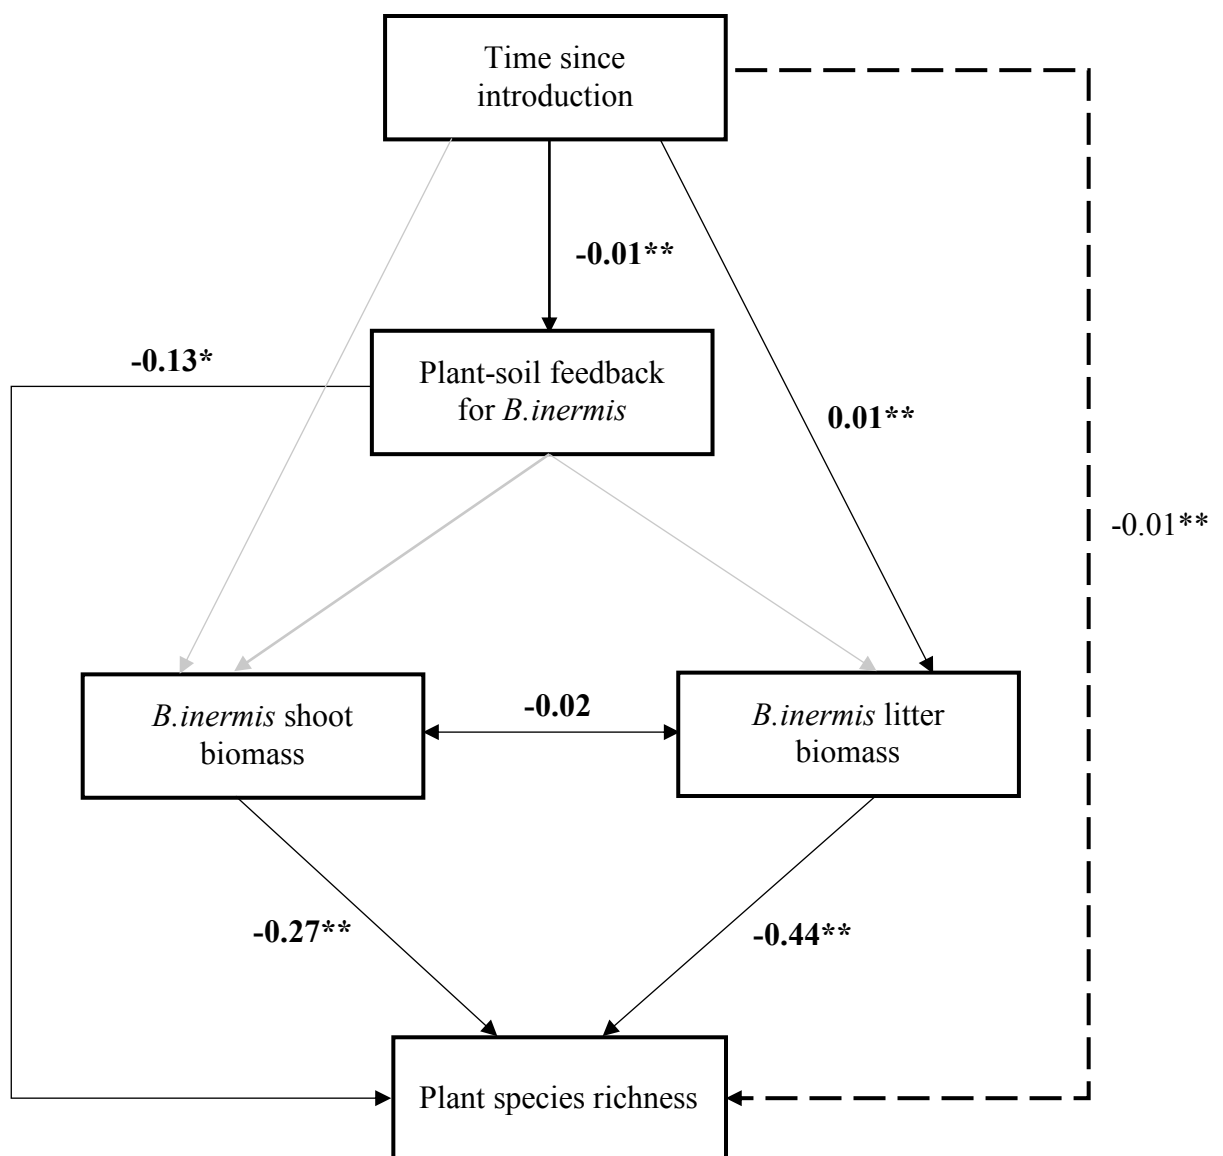 Time since
introduction
-0.01**
-0.13*
Plant-soil feedback
for B.inermis
0.01**
-0.01**
B.inermis shoot
biomass
-0.02
B.inermis litter
biomass
-0.27**
-0.44**
Plant species richness